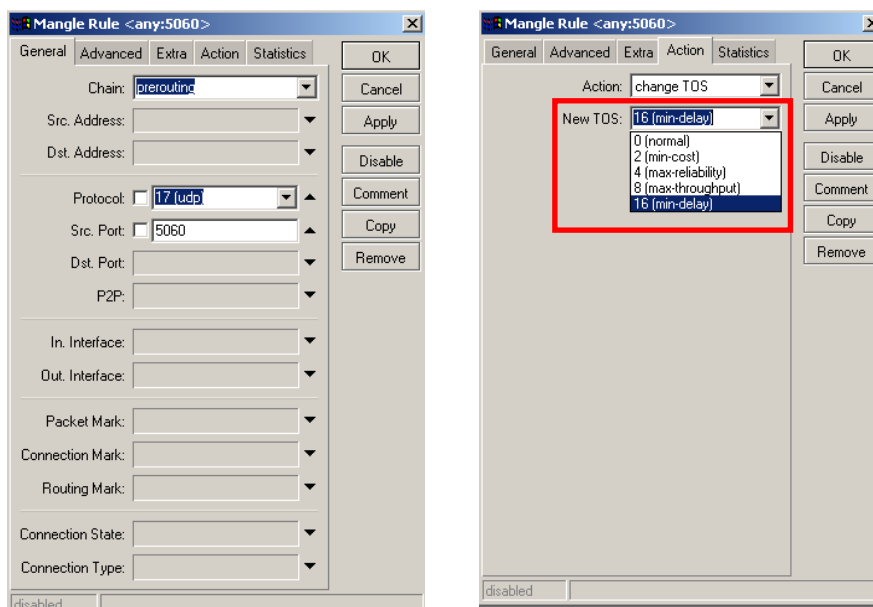 Mangle Rule <any:5060>
General Advanced Extra Action Statistics
Chain: prerouting
Src. Address:
Dst. Address:
Protocol: 17 (udp)
Src. Port: 5060
Dst. Port:
P2P:
In. Interface:
Out. Interface:
Packet Mark:
Connection Mark:
Routing Mark:
Connection State:
Connection Type:
OK
Cancel
Apply
Disable
Comment
Copy
Remove
disabled
Mangle Rule <any:5060>
General Advanced Extra Action Statistics
Action: change TOS
New TOS: 16 (min-delay)
0 (normal)
2 (min-cost)
4 (max-reliability)
8 (max-throughput)
16 (min-delay)
OK
Cancel
Apply
Disable
Comment
Copy
Remove
disabled